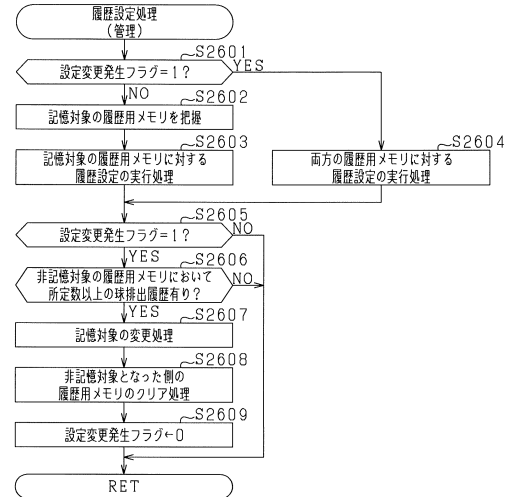 履歴設定処理
(管理)
S2601
設定変更発生フラグ=1?
YES
NO
S2602
記憶対象の履歴用メモリを把握
S2603
記憶対象の履歴用メモリに対する
履歴設定の実行処理
S2604
両方の履歴用メモリに対する
履歴設定の実行処理
S2605
設定変更発生フラグ=1?
NO
YES
S2606
非記憶対象の履歴用メモリにおいて
所定数以上の球排出履歴有り?
NO
YES
S2607
記憶対象の変更処理
S2608
非記憶対象となった側の
履歴用メモリのクリア処理
S2609
設定変更発生フラグ←0
RET